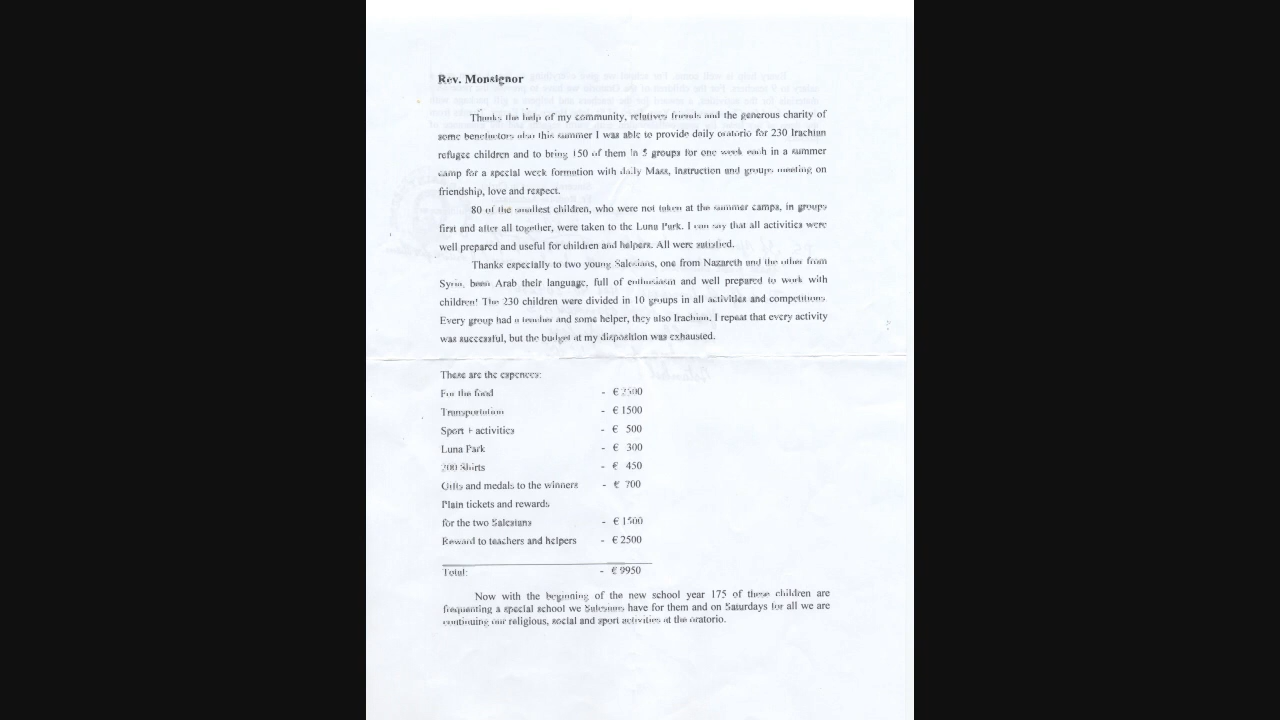 Rev. Monsignor
Thanks the help of my community, relatives friends and the generous charity of
some benefactors also this summer I was able to provide daily oratorio for 230 Irachian
refugee children and to bring 150 of them in 5 groups for one week each in a summer
camp for a special week formation with daily Mass, instruction and groups meeting on
friendship, love and respect.
80 of the smallest children, who were not taken at the summer camps, in groups
first and after all together, were taken to the Luna Park. I can say that all activities were
well prepared and useful for children and helpers. All were satisfied.
Thanks especially to two young Salesians, one from Nazareth and the other from
Syria, been Arab their language, full of enthusiasm and well prepared to work with
children! The 230 children were divided in 10 groups in all activities and competitions.
Every group had a teacher and some helper, they also Irachian. I repeat that every activity
was successful, but the budget at my disposition was exhausted.
These are the expences:
For the food - € 2500
Transportation - € 1500
Sport + activities - € 500
Luna Park - € 300
200 Shirts - € 450
Gifts and medals to the winners - € 700
Plain tickets and rewards
for the two Salesians - € 1500
Reward to teachers and helpers - € 2500
Total: - € 9950
Now with the beginning of the new school year 175 of these children are
frequenting a special school we Salesians have for them and on Saturdays for all we are
continuing our religious, social and sport activities at the oratorio.